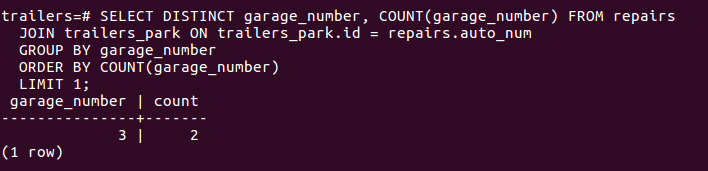 trailers=# SELECT DISTINCT garage_number, COUNT(garage_number) FROM repairs
  JOIN trailers_park ON trailers_park.id = repairs.auto_num
  GROUP BY garage_number
  ORDER BY COUNT(garage_number)
  LIMIT 1;
 garage_number | count
---------------+-------
             3 |     2
(1 row)